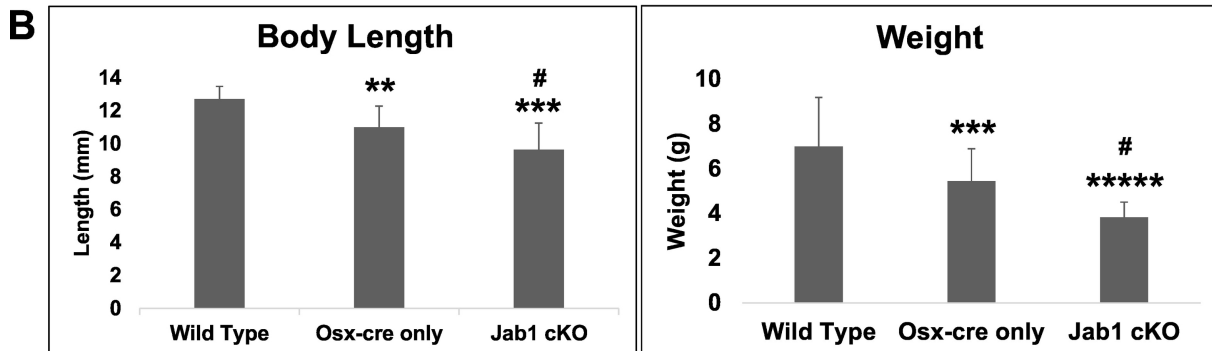 B
Body Length
Length (mm)
14
12
10
8
6
4
2
0
**
#
***
Wild Type
Osx-cre only
Jab1 cKO
Weight
Weight (g)
10
8
6
4
2
0
***
#
*****
Wild Type
Osx-cre only
Jab1 cKO